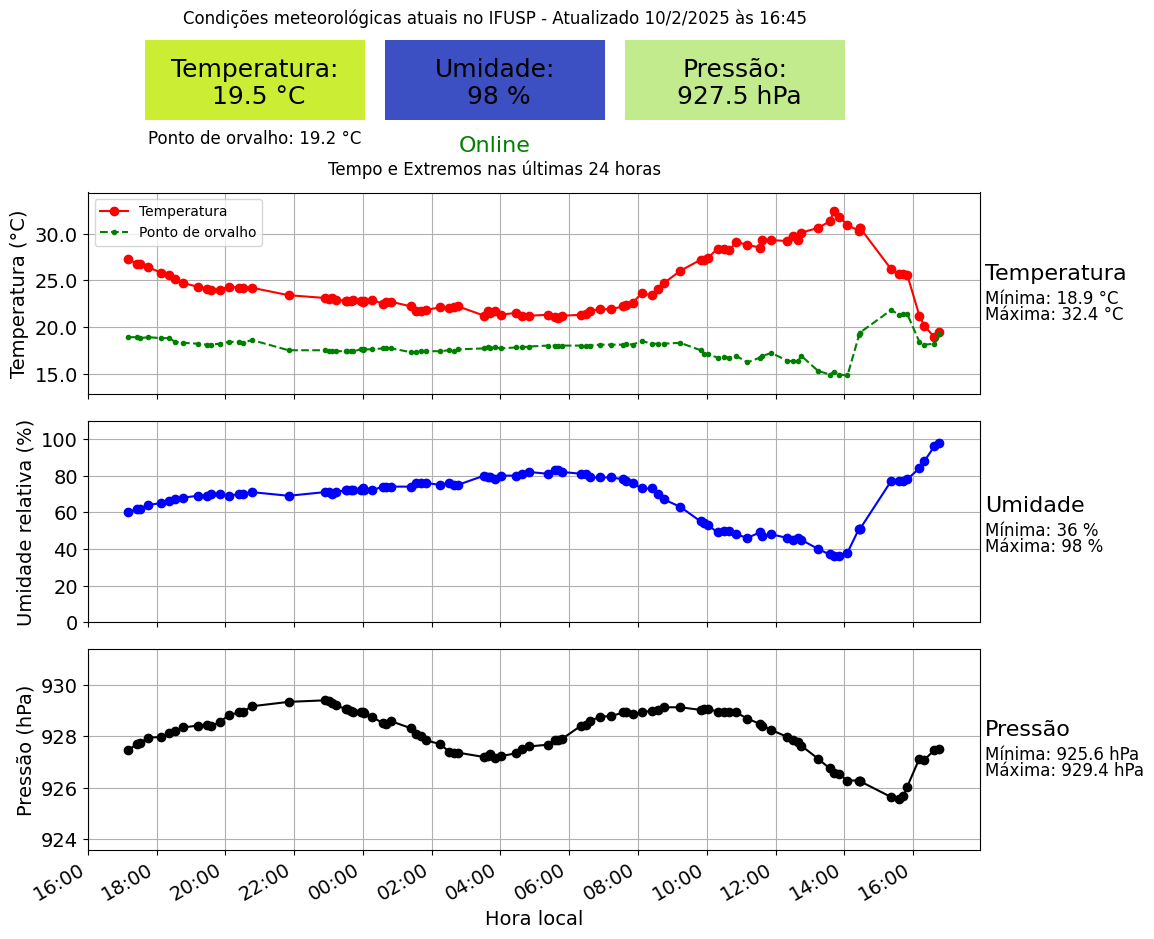 Condições meteorológicas atuais no IFUSP - Atualizado 10/2/2025 às 16:45
Temperatura:
19.5 °C
Umidade:
98 %
Pressão:
927.5 hPa
Ponto de orvalho: 19.2 °C
Online
Tempo e Extremos nas últimas 24 horas
Temperatura (°C)
30.0
25.0
20.0
15.0
Temperatura
Ponto de orvalho
Temperatura
Mínima: 18.9 °C
Máxima: 32.4 °C
Umidade relativa (%)
100
80
60
40
20
0
Umidade
Mínima: 36 %
Máxima: 98 %
Pressão (hPa)
930
928
926
924
Pressão
Mínima: 925.6 hPa
Máxima: 929.4 hPa
16:00
18:00
20:00
22:00
00:00
02:00
04:00
06:00
08:00
10:00
12:00
14:00
16:00
Hora local